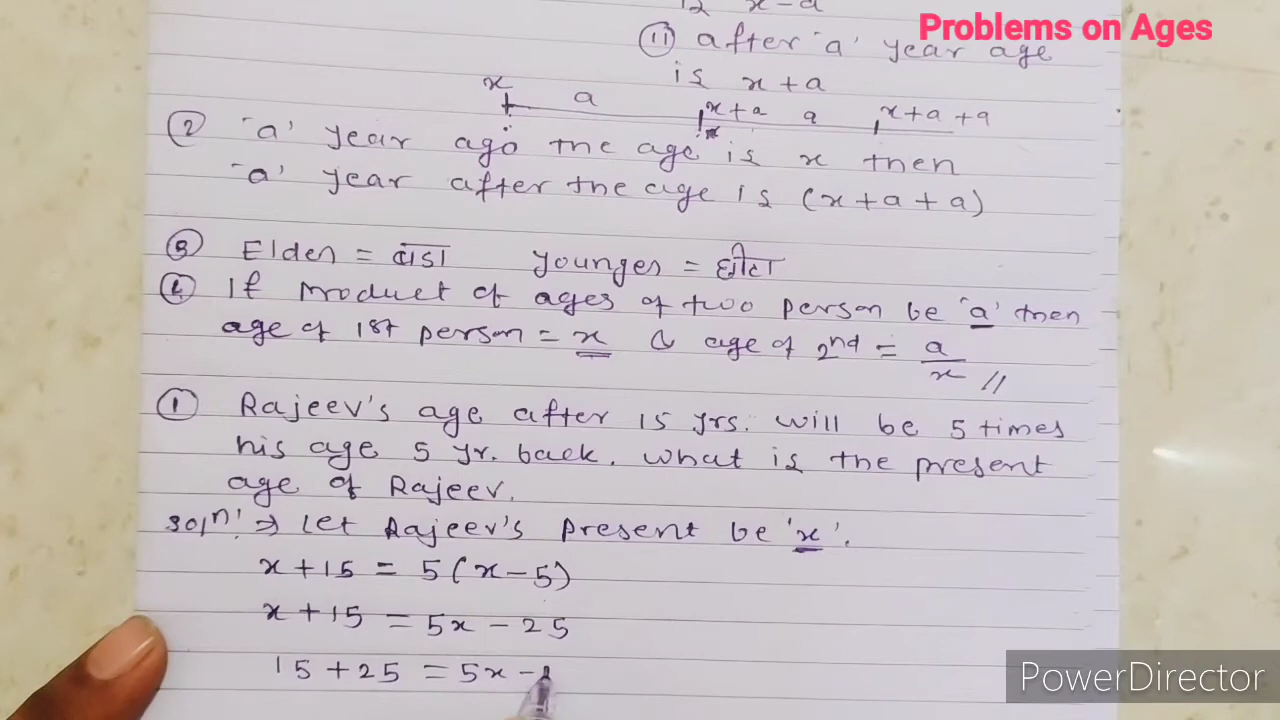 12 x-a
Problems on Ages
(ii) after 'a' year age
is x+a
x a x+a a x+a+a
x
② 'a' year ago the age is x then
'a' year after the age is (x+a+a)
③ Elder = बडा younges = छोटा
④ If Product of ages of two person be 'a' then
age of 1st person = x & age of 2nd = a/x //
① Rajeev's age after 15 yrs. will be 5 times
his age 5 yr. back. what is the present
age of Rajeev.
Soln! ⇒ Let Rajeev's present be 'x'.
x+15 = 5(x-5)
x+15 = 5x-25
15+25 = 5x-
PowerDirector